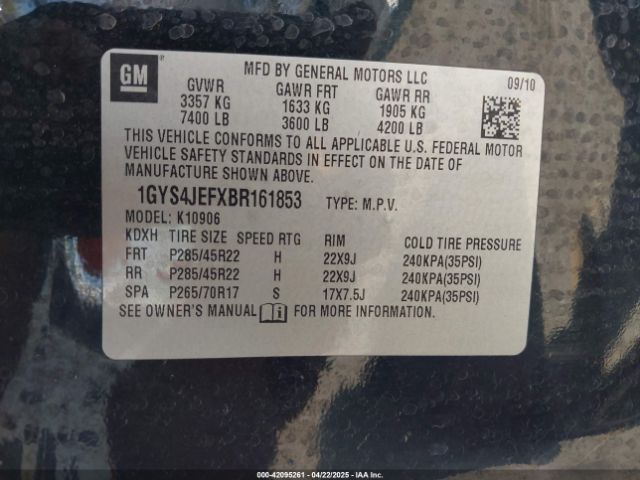 GM ®
MFD BY GENERAL MOTORS LLC
GVWR GAWR FRT GAWR RR 09/10
3357 KG 1633 KG 1905 KG
7400 LB 3600 LB 4200 LB
THIS VEHICLE CONFORMS TO ALL APPLICABLE U.S. FEDERAL MOTOR
VEHICLE SAFETY STANDARDS IN EFFECT ON THE DATE OF
MANUFACTURE SHOWN ABOVE.
1GYS4JEFXBR161853 TYPE: M.P.V.
MODEL: K10906
KDXH TIRE SIZE SPEED RTG RIM COLD TIRE PRESSURE
FRT P285/45R22 H 22X9J 240KPA(35PSI)
RR P285/45R22 H 22X9J 240KPA(35PSI)
SPA P265/70R17 S 17X7.5J 240KPA(35PSI)
SEE OWNER'S MANUAL i FOR MORE INFORMATION.
000-42095261 - 04/22/2025 - www.iaai.com